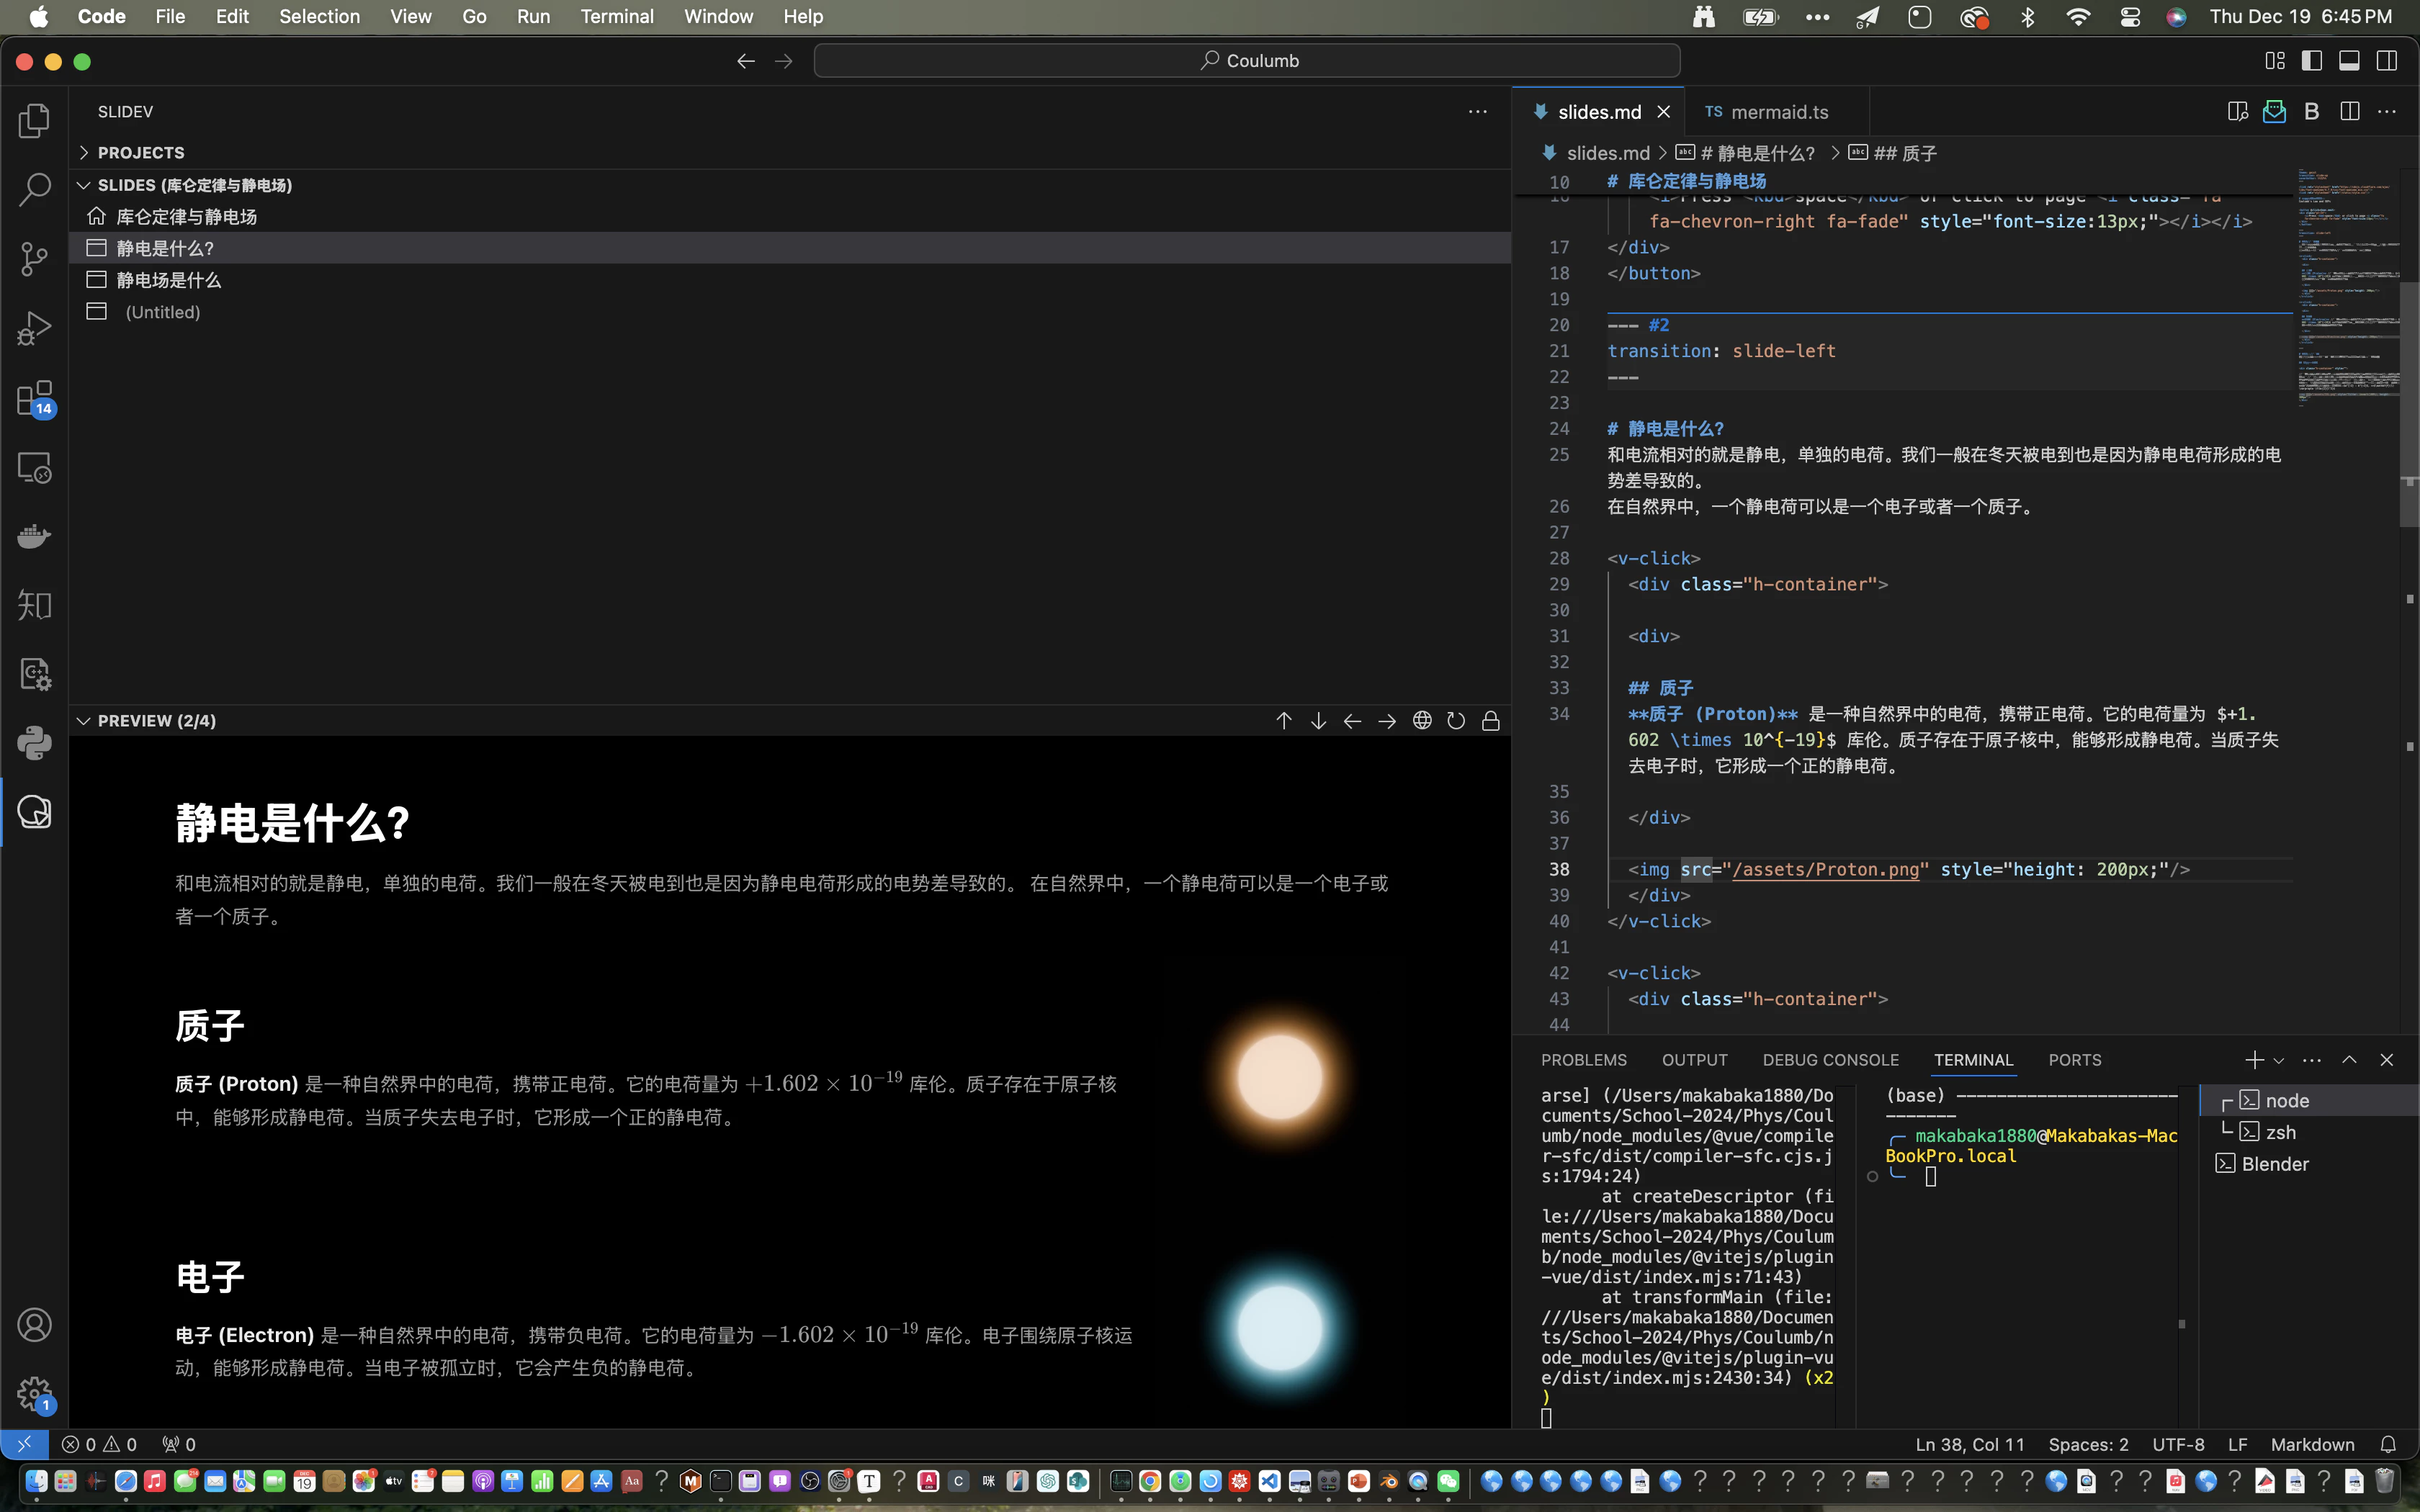 Code File Edit Selection View Go Run Terminal Window Help
Thu Dec 19 6:45 PM
Coulumb
SLIDEV
PROJECTS
SLIDES (库仑定律与静电场)
库仑定律与静电场
静电是什么?
静电场是什么
(Untitled)
14
知
1
PREVIEW (2/4)
静电是什么?
和电流相对的就是静电，单独的电荷。我们一般在冬天被电到也是因为静电电荷形成的电势差导致的。 在自然界中，一个静电荷可以是一个电子或
者一个质子。
质子
质子 (Proton) 是一种自然界中的电荷，携带正电荷。它的电荷量为 +1.602 × 10^−19 库伦。质子存在于原子核
中，能够形成静电荷。当质子失去电子时，它形成一个正的静电荷。
电子
电子 (Electron) 是一种自然界中的电荷，携带负电荷。它的电荷量为 −1.602 × 10^−19 库伦。电子围绕原子核运
动，能够形成静电荷。当电子被孤立时，它会产生负的静电荷。
slides.md
TS mermaid.ts
B
slides.md > # 静电是什么? > ## 质子
10 # 库仑定律与静电场
fa-chevron-right fa-fade" style="font-size:13px;"></i></i>
17 </div>
18 </button>
19
20 --- #2
21 transition: slide-left
22 ---
23
24 # 静电是什么?
25 和电流相对的就是静电，单独的电荷。我们一般在冬天被电到也是因为静电电荷形成的电
势差导致的。
26 在自然界中，一个静电荷可以是一个电子或者一个质子。
27
28 <v-click>
29 <div class="h-container">
30
31 <div>
32
33 ## 质子
34 **质子 (Proton)** 是一种自然界中的电荷，携带正电荷。它的电荷量为 $+1.
602 \times 10^{-19}$ 库伦。质子存在于原子核中，能够形成静电荷。当质子失
去电子时，它形成一个正的静电荷。
35
36 </div>
37
38 <img src="/assets/Proton.png" style="height: 200px;"/>
39 </div>
40 </v-click>
41
42 <v-click>
43 <div class="h-container">
44
PROBLEMS OUTPUT DEBUG CONSOLE TERMINAL PORTS
arse] (/Users/makabaka1880/Do
cuments/School-2024/Phys/Coul
umb/node_modules/@vue/compile
r-sfc/dist/compiler-sfc.cjs.j
s:1794:24)
at createDescriptor (fi
le:///Users/makabaka1880/Docu
ments/School-2024/Phys/Coulum
b/node_modules/@vitejs/plugin
-vue/dist/index.mjs:71:43)
at transformMain (file:
///Users/makabaka1880/Documen
ts/School-2024/Phys/Coulumb/n
ode_modules/@vitejs/plugin-vu
e/dist/index.mjs:2430:34) (x2
)
(base) -----------------------
-------
makabaka1880@Makabakas-Mac
BookPro.local
node
zsh
Blender
0 0 0
Ln 38, Col 11 Spaces: 2 UTF-8 LF Markdown